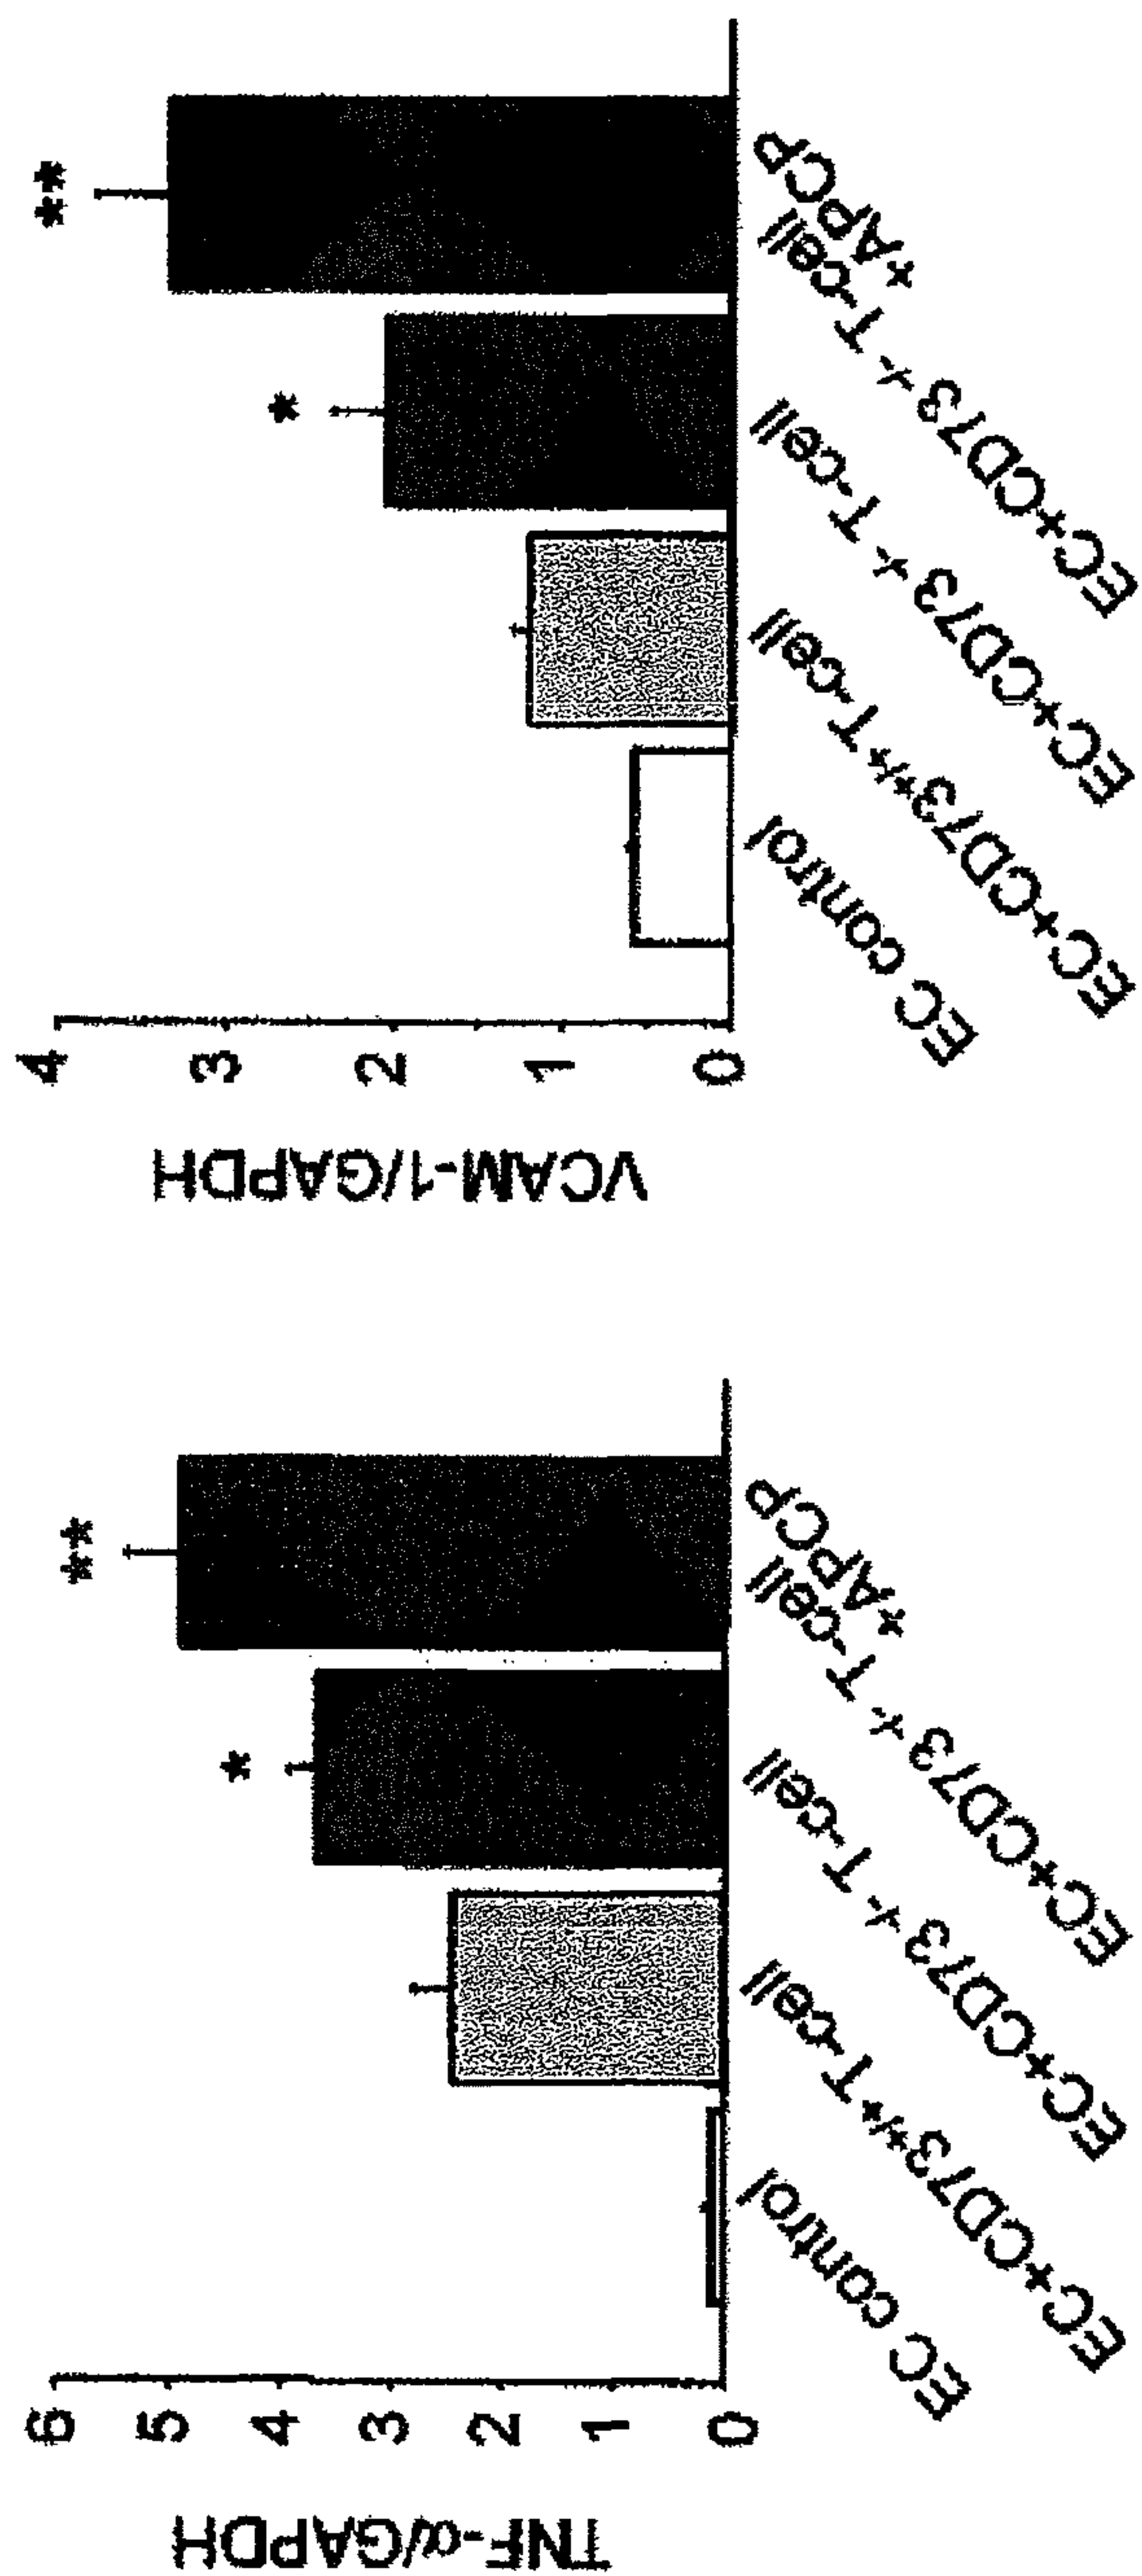 TNF-α/GAPDH
6
5
4
3
2
1
0
*
**
EC control
EC+CD73+/+T-cell
EC+CD73 -/- T-cell
EC+CD73 -/- T-cell
+APCP
VCAM-1/GAPDH
4
3
2
1
0
*
**
EC control
EC+CD73+/+T-cell
EC+CD73 -/- T-cell
EC+CD73 -/- T-cell
+APCP